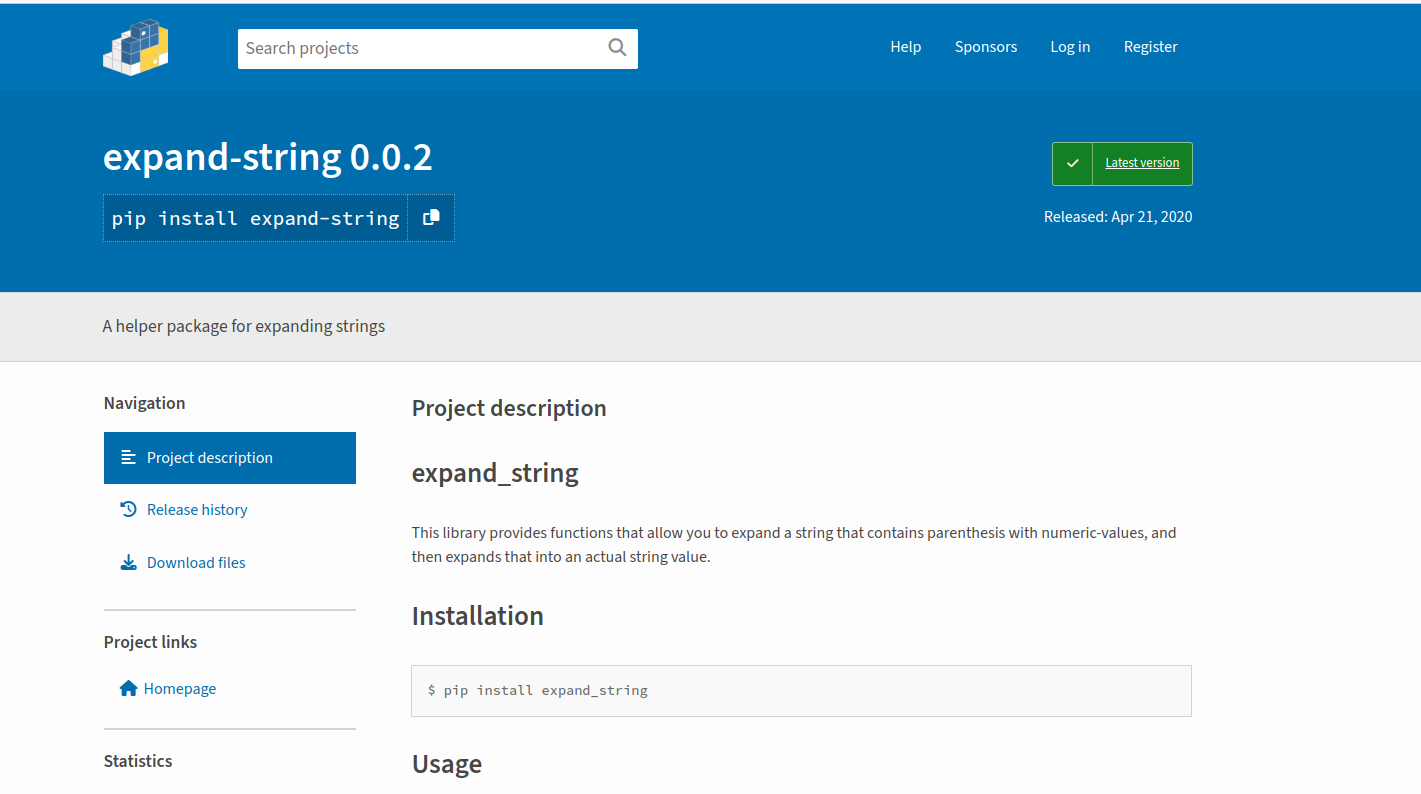 Search projects
Help
Sponsors
Log in
Register
expand-string 0.0.2
pip install expand-string
Latest version
Released: Apr 21, 2020
A helper package for expanding strings
Navigation
Project description
Release history
Download files
Project links
Homepage
Statistics
Project description
expand_string
This library provides functions that allow you to expand a string that contains parenthesis with numeric-values, and
then expands that into an actual string value.
Installation
$ pip install expand_string
Usage